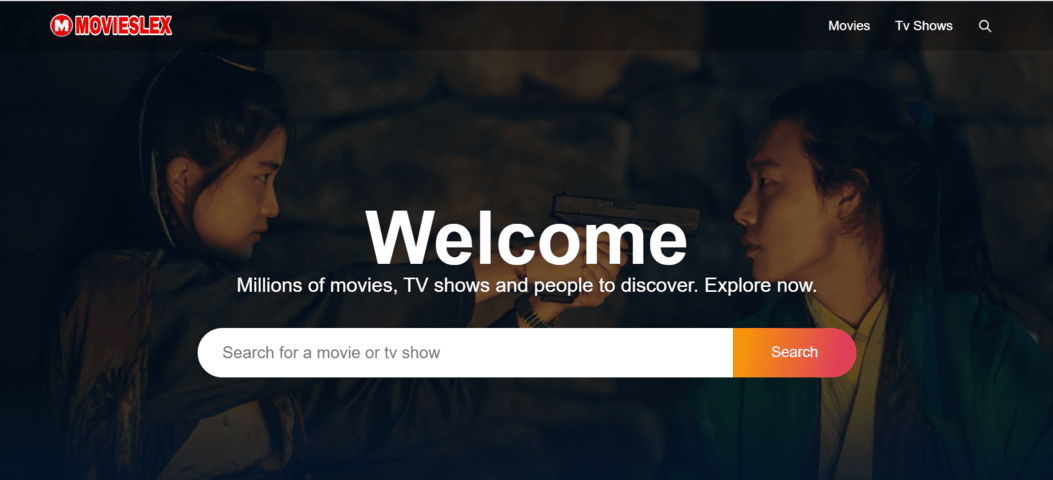 M MOVIESLEX
Movies
Tv Shows
Welcome
Millions of movies, TV shows and people to discover. Explore now.
Search for a movie or tv show
Search